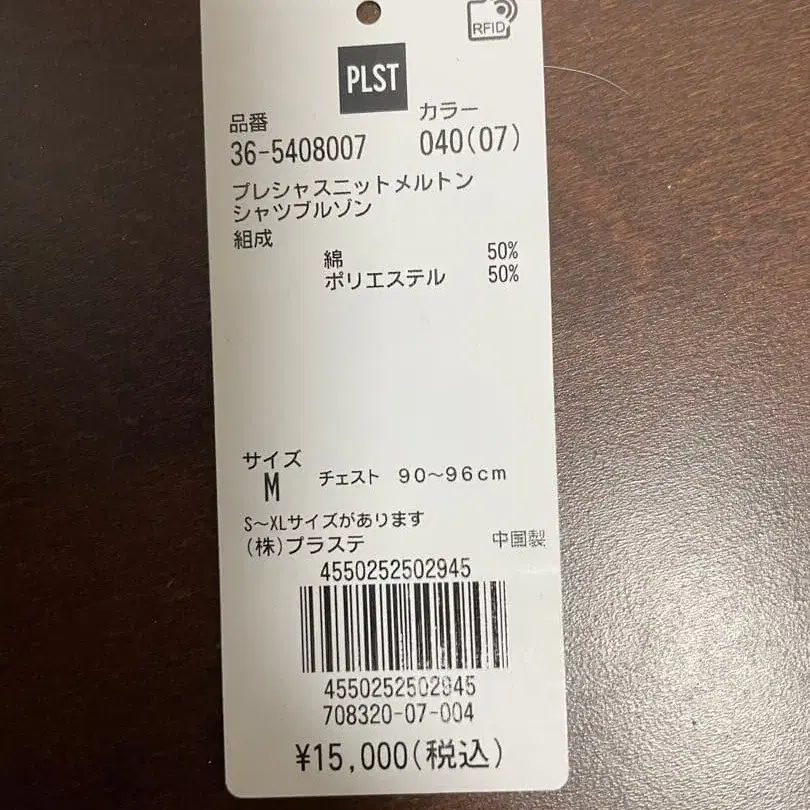 RFID
PLST
品番 カラー
36-5408007 040(07)
プレシャスニットメルトン
シャツブルゾン
組成
綿 50%
ポリエステル 50%
サイズ
M チェスト 90～96cm
S～XLサイズがあります
(株)プラステ 中国製
4550252502945
4550252502945
708320-07-004
¥15,000(税込)